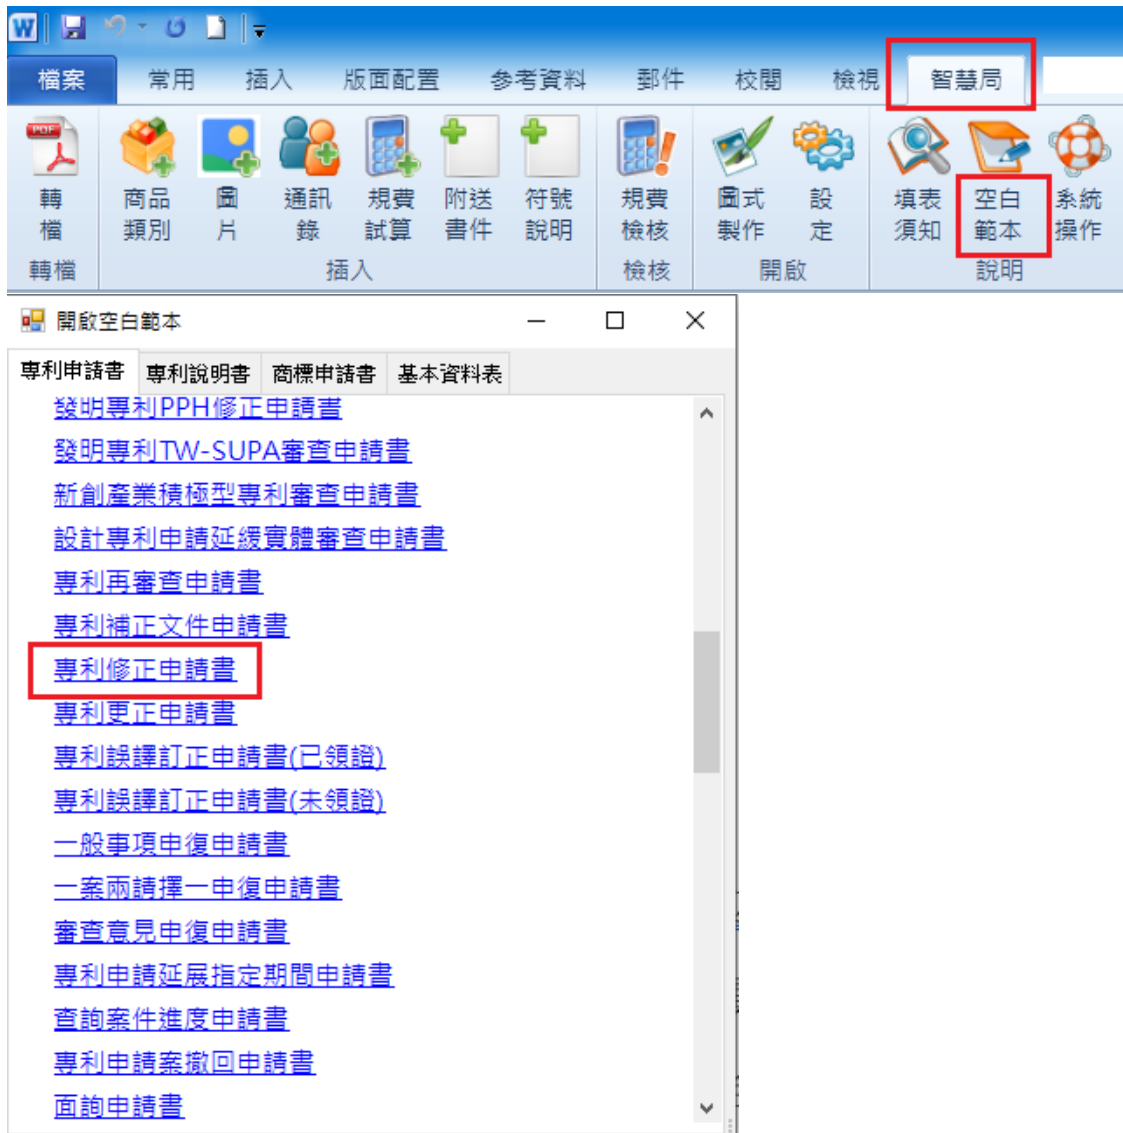 檔案 常用 插入 版面配置 參考資料 郵件 校閱 檢視 智慧局
PDF
轉檔 商品類別 圖片 通訊錄 規費試算 附送書件 符號說明 規費檢核 圖式製作 設定 填表須知 空白範本 系統操作
轉檔 插入 檢核 開啟 說明
開啟空白範本
專利申請書 專利說明書 商標申請書 基本資料表
發明專利PPH修正申請書
發明專利TW-SUPA審查申請書
新創產業積極型專利審查申請書
設計專利申請延緩實體審查申請書
專利再審查申請書
專利補正文件申請書
專利修正申請書
專利更正申請書
專利誤譯訂正申請書(已領證)
專利誤譯訂正申請書(未領證)
一般事項申復申請書
一案兩請擇一申復申請書
審查意見申復申請書
專利申請延展指定期間申請書
查詢案件進度申請書
專利申請案撤回申請書
面詢申請書